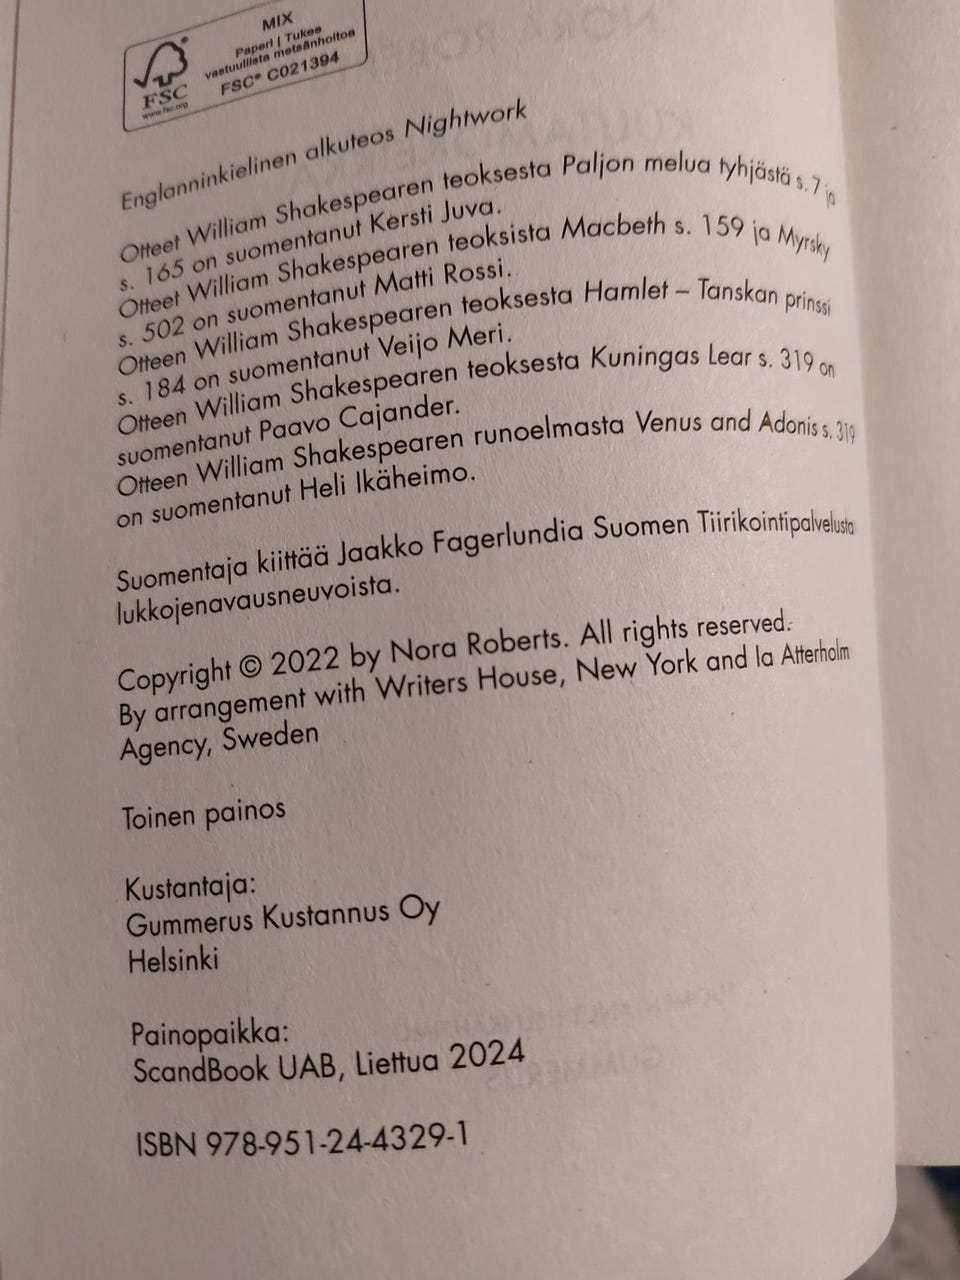 MIX
Paperi | Tukee
vastuullista metsänhoitoa
FSC® C021394
FSC
www.fsc.org
Englanninkielinen alkuteos Nightwork
Otteet William Shakespearen teoksesta Paljon melua tyhjästä s. 7 ja
s. 165 on suomentanut Kersti Juva.
Otteet William Shakespearen teoksista Macbeth s. 159 ja Myrsky
s. 502 on suomentanut Matti Rossi.
Otteen William Shakespearen teoksesta Hamlet – Tanskan prinssi
s. 184 on suomentanut Veijo Meri.
Otteen William Shakespearen teoksesta Kuningas Lear s. 319 on
suomentanut Paavo Cajander.
Otteen William Shakespearen runoelmasta Venus and Adonis s. 319
on suomentanut Heli Ikäheimo.
Suomentaja kiittää Jaakko Fagerlundia Suomen Tiirikointipalvelusta
lukkojenavausneuvoista.
Copyright © 2022 by Nora Roberts. All rights reserved.
By arrangement with Writers House, New York and Ia Atterholm
Agency, Sweden
Toinen painos
Kustantaja:
Gummerus Kustannus Oy
Helsinki
Painopaikka:
ScandBook UAB, Liettua 2024
ISBN 978-951-24-4329-1